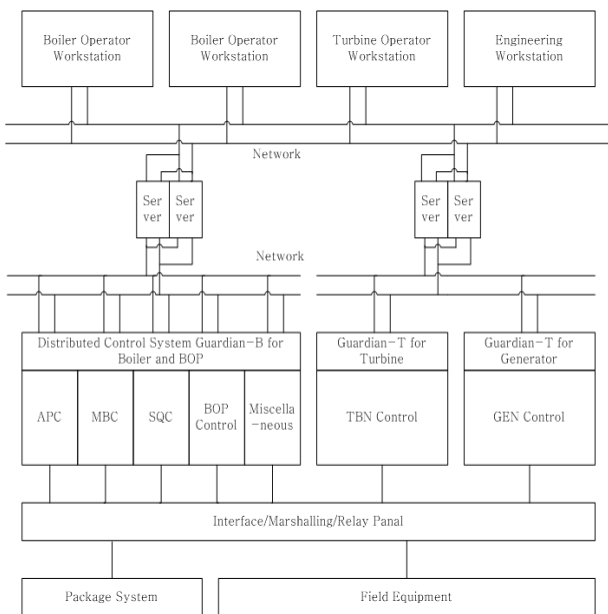 Boiler Operator
Workstation
Boiler Operator
Workstation
Turbine Operator
Workstation
Engineering
Workstation
Network
Ser
ver
Ser
ver
Ser
ver
Ser
ver
Network
Distributed Control System Guardian-B for
Boiler and BOP
Guardian-T for
Turbine
Guardian-T for
Generator
APC
MBC
SQC
BOP
Control
Miscella
-neous
TBN Control
GEN Control
Interface/Marshalling/Relay Panal
Package System
Field Equipment